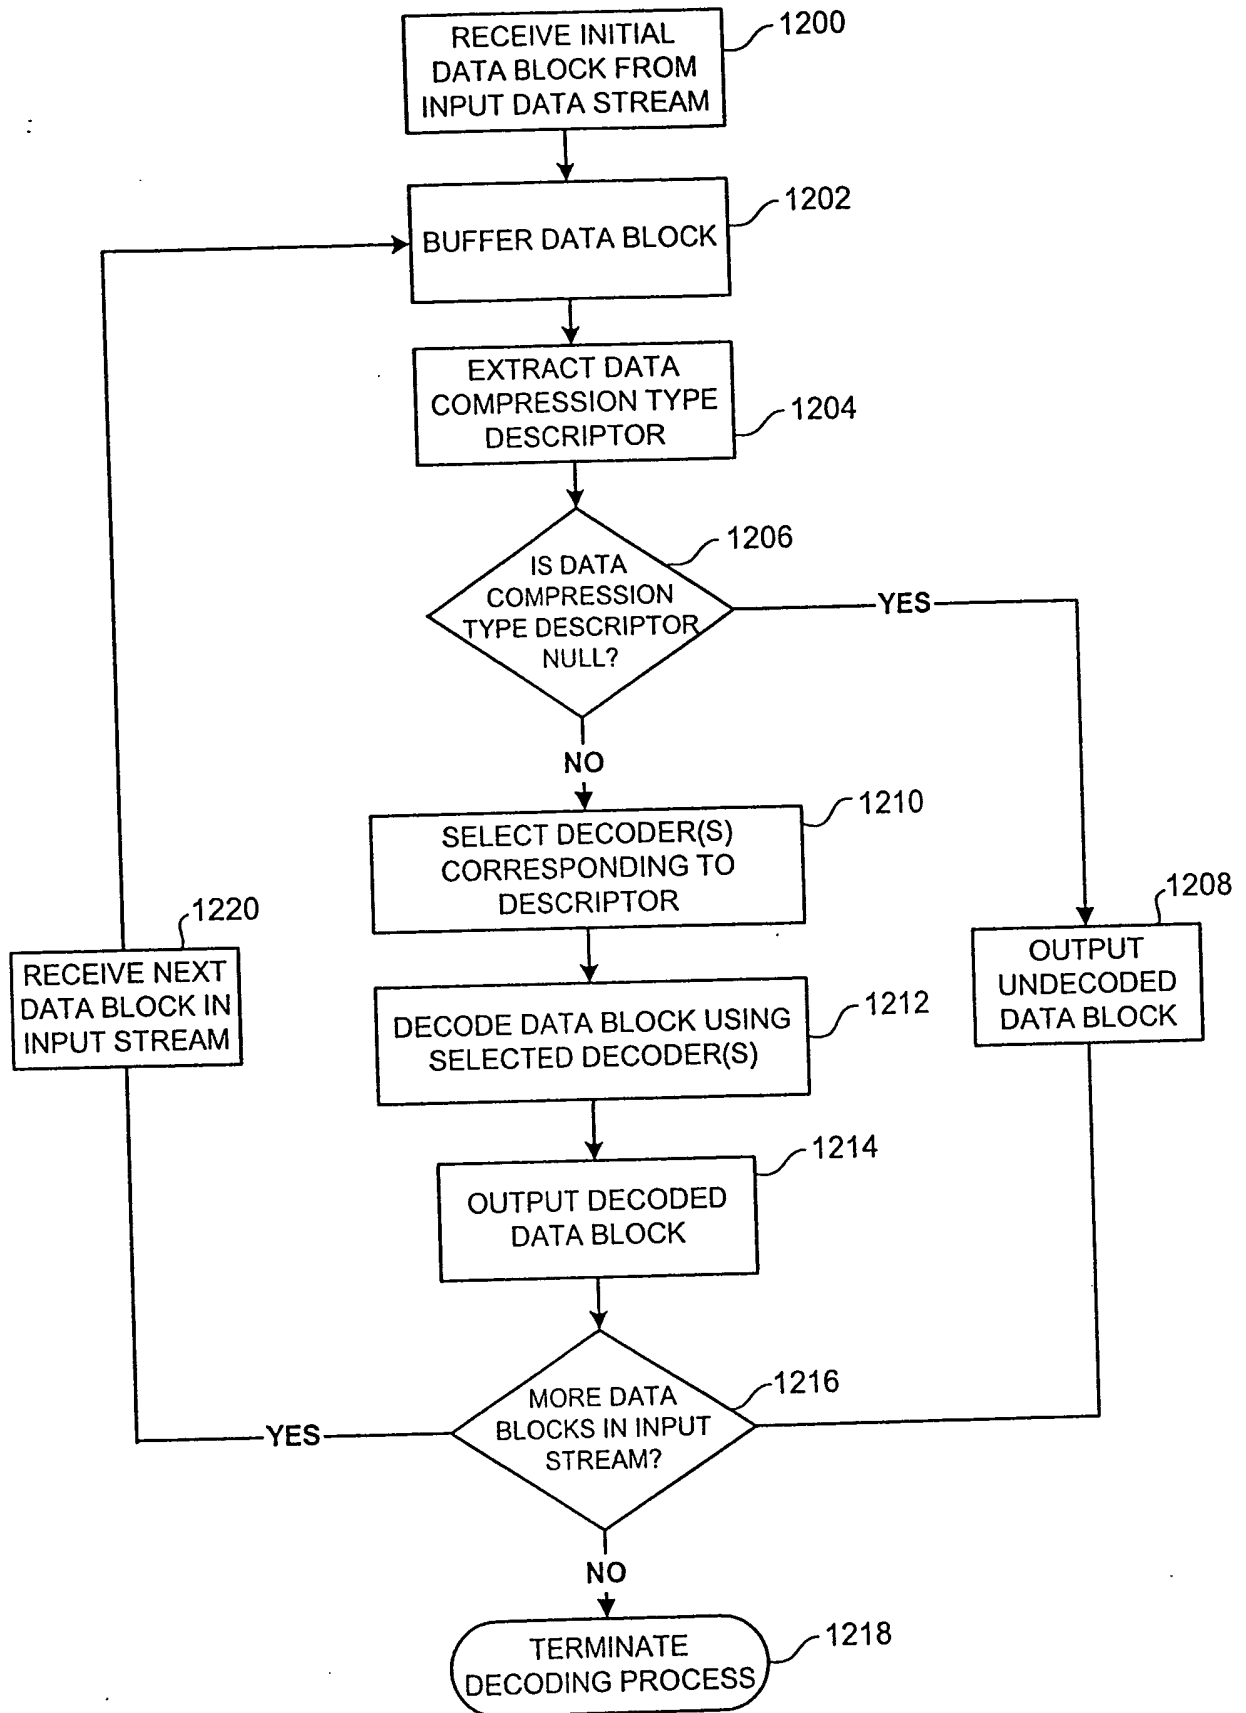 RECEIVE INITIAL
DATA BLOCK FROM
INPUT DATA STREAM
1200
BUFFER DATA BLOCK
1202
EXTRACT DATA
COMPRESSION TYPE
DESCRIPTOR
1204
IS DATA
COMPRESSION
TYPE DESCRIPTOR
NULL?
1206
YES
NO
SELECT DECODER(S)
CORRESPONDING TO
DESCRIPTOR
1210
OUTPUT
UNDECODED
DATA BLOCK
1208
RECEIVE NEXT
DATA BLOCK IN
INPUT STREAM
1220
DECODE DATA BLOCK USING
SELECTED DECODER(S)
1212
OUTPUT DECODED
DATA BLOCK
1214
MORE DATA
BLOCKS IN INPUT
STREAM?
1216
YES
NO
TERMINATE
DECODING PROCESS
1218